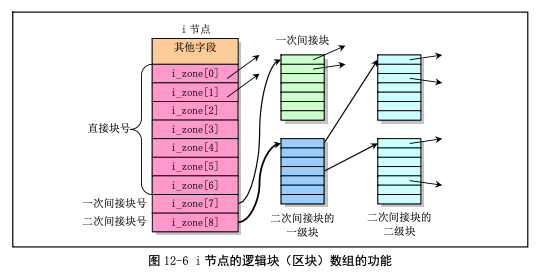 i 节点
其他字段
i_zone[0]
i_zone[1]
i_zone[2]
i_zone[3]
i_zone[4]
i_zone[5]
i_zone[6]
i_zone[7]
i_zone[8]
直接块号
一次间接块号
二次间接块号
一次间接块
二次间接块的
一级块
二次间接块的
二级块
图 12-6 i 节点的逻辑块（区块）数组的功能